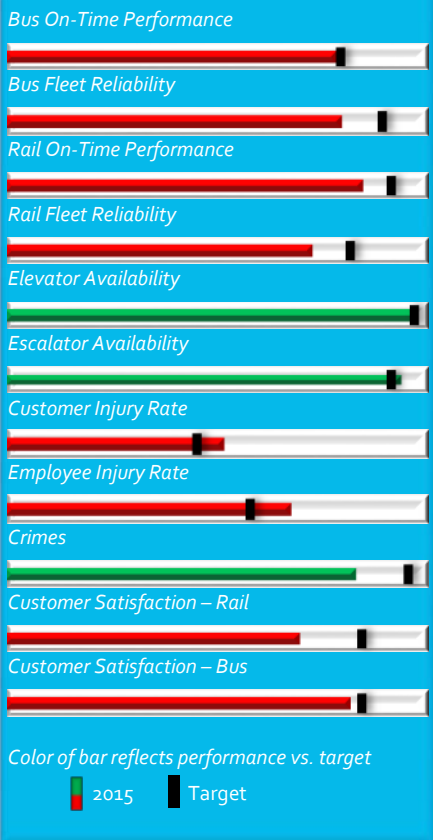 Bus On-Time Performance
Bus Fleet Reliability
Rail On-Time Performance
Rail Fleet Reliability
Elevator Availability
Escalator Availability
Customer Injury Rate
Employee Injury Rate
Crimes
Customer Satisfaction – Rail
Customer Satisfaction – Bus
Color of bar reflects performance vs. target
2015 Target